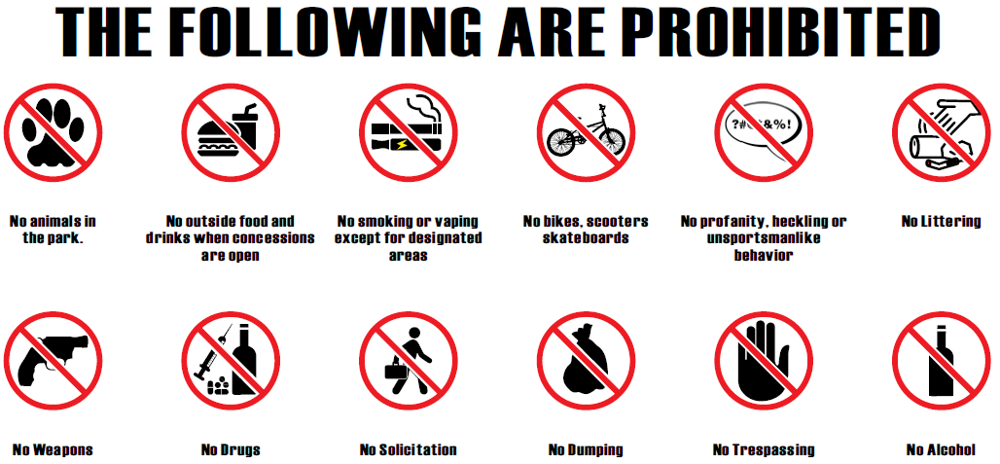 THE FOLLOWING ARE PROHIBITED
?#@&%!
No animals in
the park.
No outside food and
drinks when concessions
are open
No smoking or vaping
except for designated
areas
No bikes, scooters
skateboards
No profanity, heckling or
unsportsmanlike
behavior
No Littering
No Weapons
No Drugs
No Solicitation
No Dumping
No Trespassing
No Alcohol